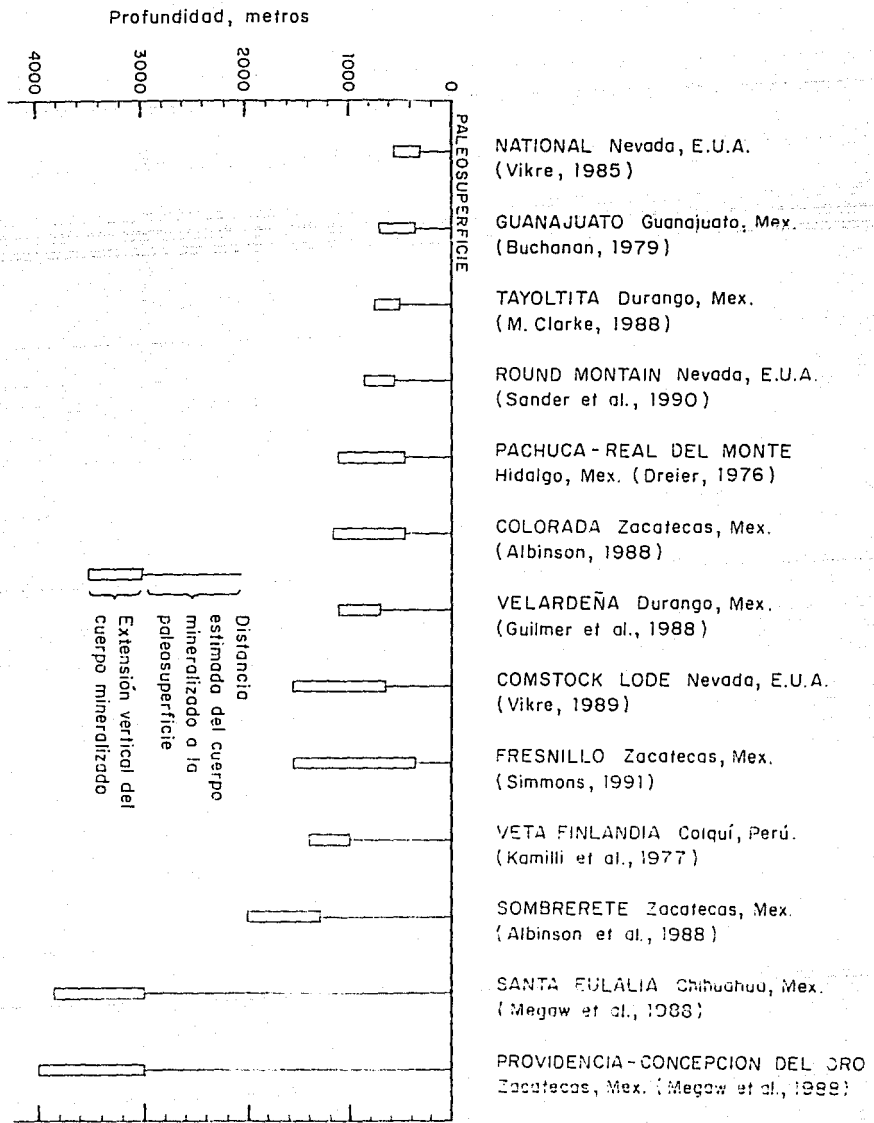 Profundidad, metros
4000
3000
2000
1000
0
PALEOSUPERFICIE
NATIONAL Nevada, E.U.A.
(Vikre, 1985)
GUANAJUATO Guanajuato, Mex.
(Buchanan, 1979)
TAYOLTITA Durango, Mex.
(M. Clarke, 1988)
ROUND MONTAIN Nevada, E.U.A.
(Sander et al., 1990)
PACHUCA - REAL DEL MONTE
Hidalgo, Mex. (Dreier, 1976)
COLORADA Zacatecas, Mex.
(Albinson, 1988)
VELARDEÑA Durango, Mex.
(Guilmer et al., 1988)
COMSTOCK LODE Nevada, E.U.A.
(Vikre, 1989)
FRESNILLO Zacatecas, Mex.
(Simmons, 1991)
VETA FINLANDIA Colquí, Perú.
(Kamilli et al., 1977)
SOMBRERETE Zacatecas, Mex.
(Albinson et al., 1988)
SANTA EULALIA Chihuahua, Mex.
(Megaw et al., 1988)
PROVIDENCIA - CONCEPCION DEL ORO
Zacatecas, Mex. (Megaw et al., 1988)
Distancia
estimada del cuerpo
mineralizado a la
paleosuperficie
Extensión vertical del
cuerpo mineralizado